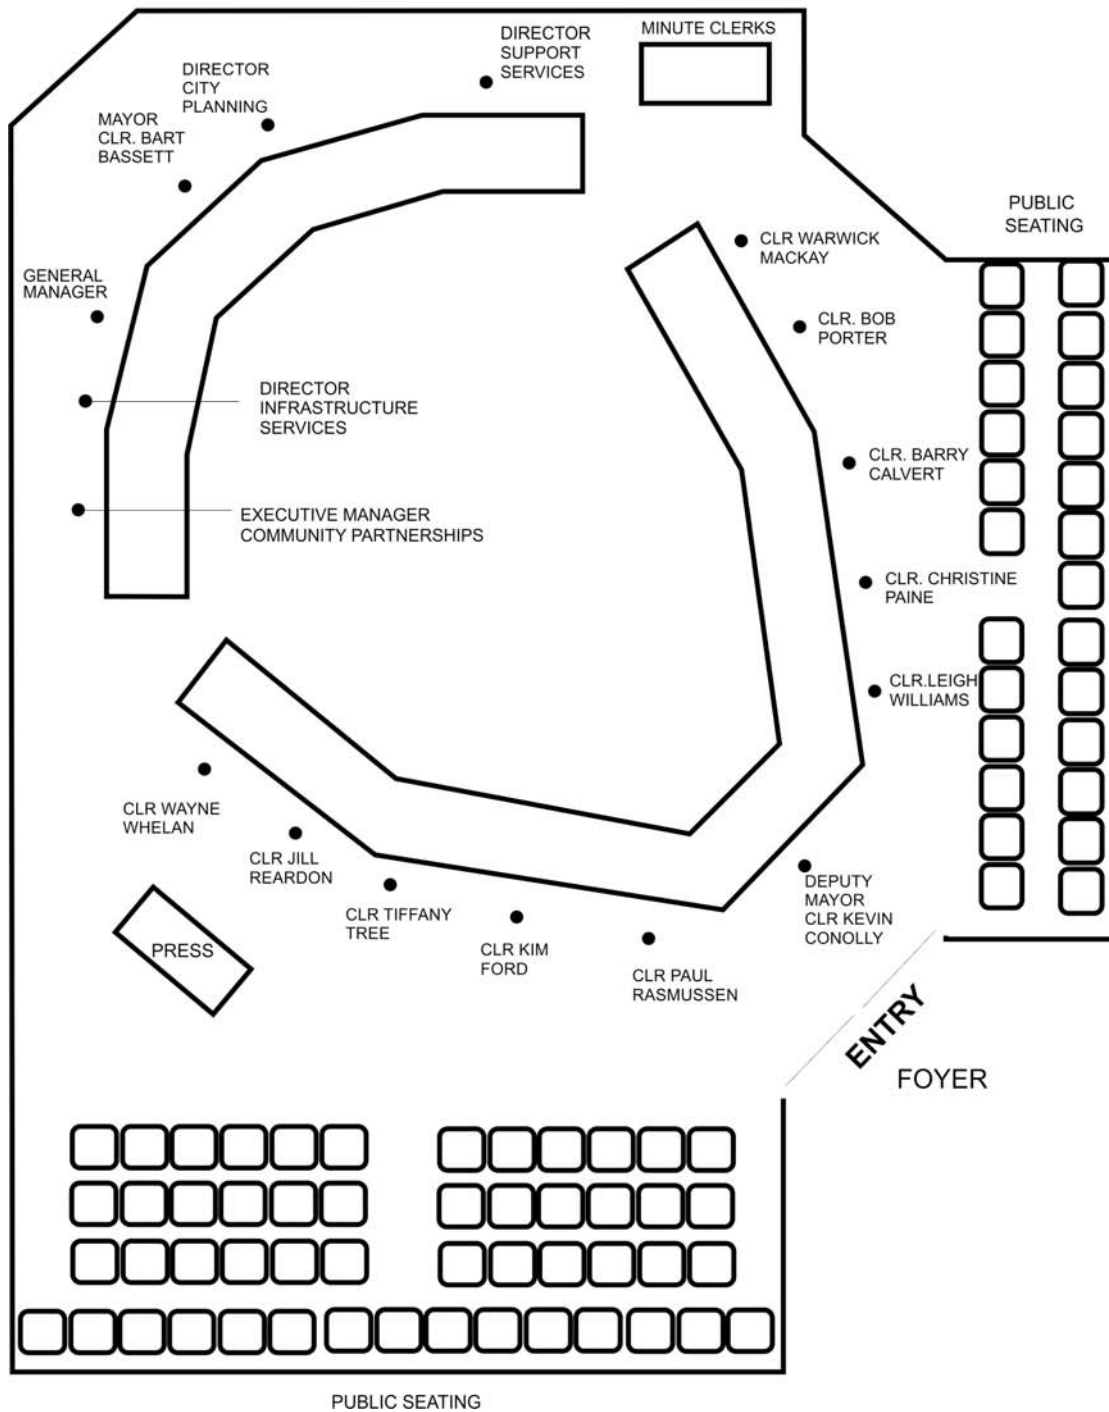 DIRECTOR
SUPPORT
SERVICES
MINUTE CLERKS
DIRECTOR
CITY
PLANNING
MAYOR
CLR. BART
BASSETT
PUBLIC
SEATING
CLR WARWICK
MACKAY
GENERAL
MANAGER
CLR. BOB
PORTER
DIRECTOR
INFRASTRUCTURE
SERVICES
CLR. BARRY
CALVERT
EXECUTIVE MANAGER
COMMUNITY PARTNERSHIPS
CLR. CHRISTINE
PAINE
CLR.LEIGH
WILLIAMS
CLR WAYNE
WHELAN
CLR JILL
REARDON
CLR TIFFANY
TREE
CLR KIM
FORD
CLR PAUL
RASMUSSEN
DEPUTY
MAYOR
CLR KEVIN
CONOLLY
PRESS
ENTRY
FOYER
PUBLIC SEATING